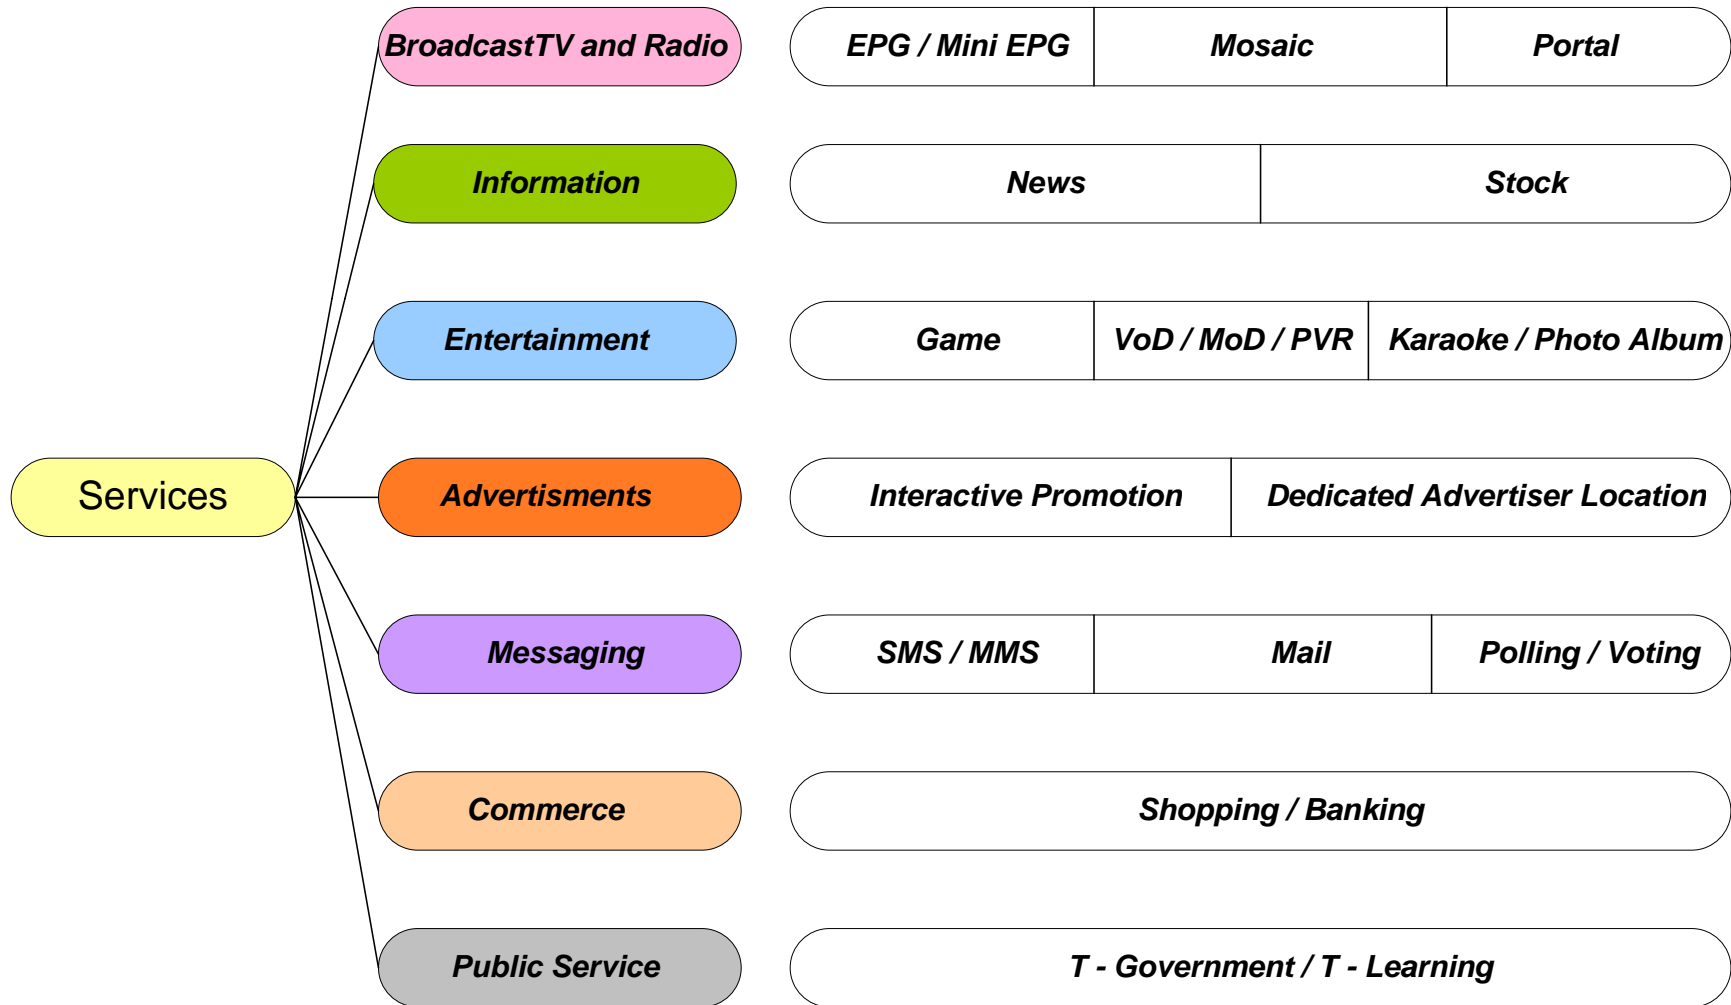 BroadcastTV and Radio
EPG / Mini EPG
Mosaic
Portal
Information
News
Stock
Entertainment
Game
VoD / MoD / PVR
Karaoke / Photo Album
Services
Advertisments
Interactive Promotion
Dedicated Advertiser Location
Messaging
SMS / MMS
Mail
Polling / Voting
Commerce
Shopping / Banking
Public Service
T - Government / T - Learning